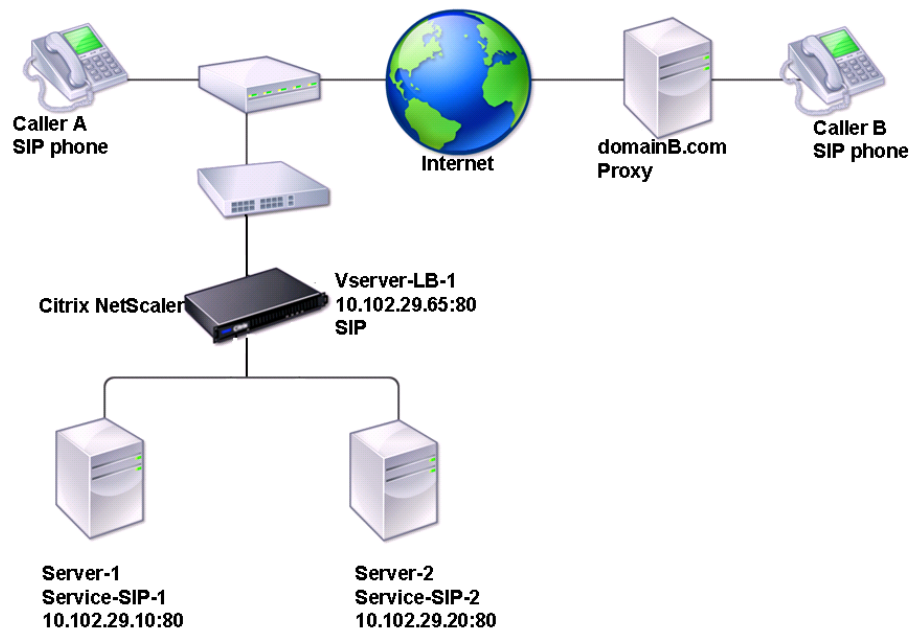 Caller A
SIP phone
Internet
domainB.com
Proxy
Caller B
SIP phone
Citrix NetScaler
Vserver-LB-1
10.102.29.65:80
SIP
Server-1
Service-SIP-1
10.102.29.10:80
Server-2
Service-SIP-2
10.102.29.20:80